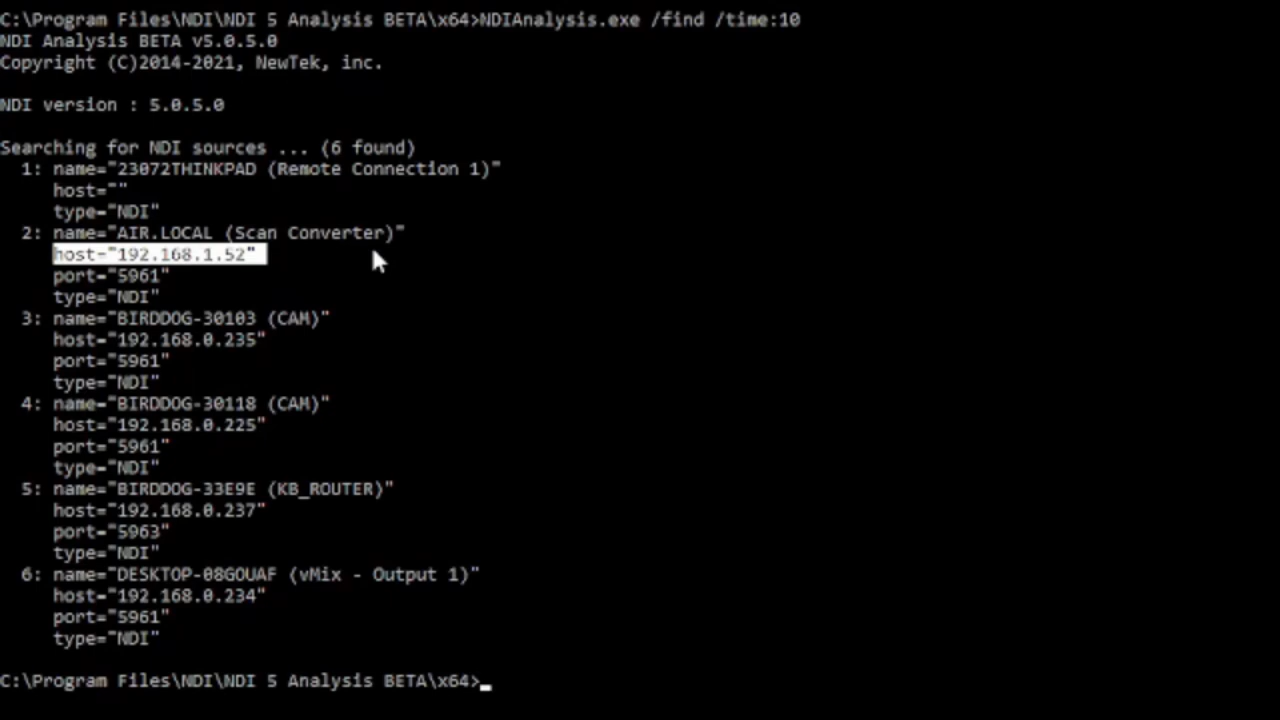 C:\Program Files\NDI\NDI 5 Analysis BETA\x64>NDIAnalysis.exe /find /time:10
NDI Analysis BETA v5.0.5.0
Copyright (C)2014-2021, NewTek, inc.
NDI version : 5.0.5.0
Searching for NDI sources ... (6 found)
1: name="23072THINKPAD (Remote Connection 1)"
host=""
type="NDI"
2: name="AIR.LOCAL (Scan Converter)"
host="192.168.1.52"
port="5961"
type="NDI"
3: name="BIRDDOG-30103 (CAM)"
host="192.168.0.235"
port="5961"
type="NDI"
4: name="BIRDDOG-30118 (CAM)"
host="192.168.0.225"
port="5961"
type="NDI"
5: name="BIRDDOG-33E9E (KB_ROUTER)"
host="192.168.0.237"
port="5963"
type="NDI"
6: name="DESKTOP-08GOUAF (vMix - Output 1)"
host="192.168.0.234"
port="5961"
type="NDI"
C:\Program Files\NDI\NDI 5 Analysis BETA\x64>